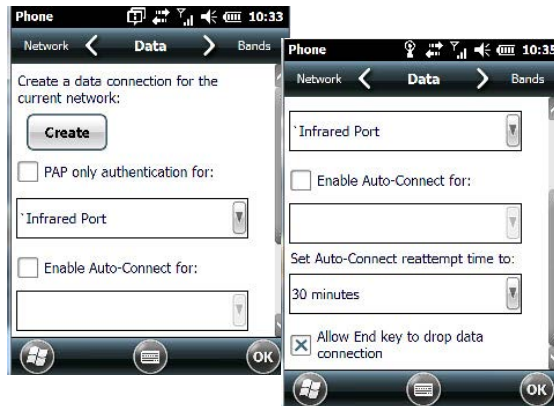 Phone 10:33
Network Data Bands
Create a data connection for the
current network:
Create
PAP only authentication for:
`Infrared Port
Enable Auto-Connect for:
OK
Phone 10:35
Network Data Bands
`Infrared Port
Enable Auto-Connect for:
Set Auto-Connect reattempt time to:
30 minutes
Allow End key to drop data
connection
OK